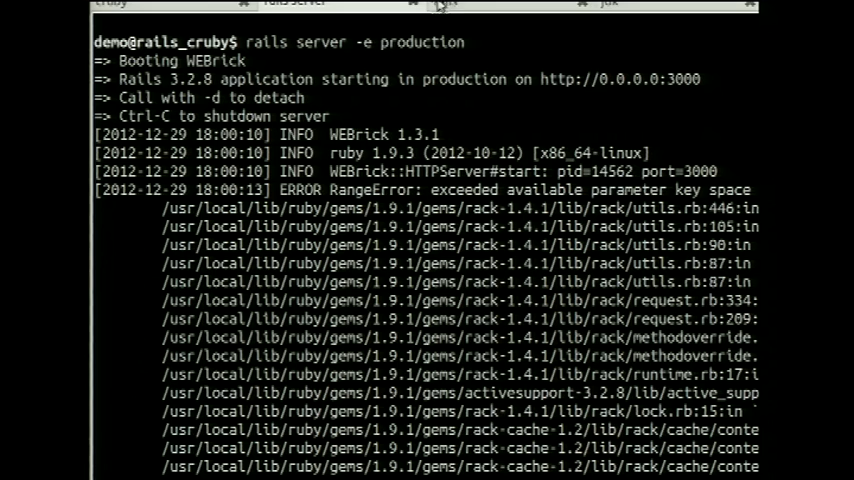 cruby
rails server
demo@rails_cruby$ rails server -e production
=> Booting WEBrick
=> Rails 3.2.8 application starting in production on http://0.0.0.0:3000
=> Call with -d to detach
=> Ctrl-C to shutdown server
[2012-12-29 18:00:10] INFO  WEBrick 1.3.1
[2012-12-29 18:00:10] INFO  ruby 1.9.3 (2012-10-12) [x86_64-linux]
[2012-12-29 18:00:10] INFO  WEBrick::HTTPServer#start: pid=14562 port=3000
[2012-12-29 18:00:13] ERROR RangeError: exceeded available parameter key space
/usr/local/lib/ruby/gems/1.9.1/gems/rack-1.4.1/lib/rack/utils.rb:446:in
/usr/local/lib/ruby/gems/1.9.1/gems/rack-1.4.1/lib/rack/utils.rb:105:in
/usr/local/lib/ruby/gems/1.9.1/gems/rack-1.4.1/lib/rack/utils.rb:90:in
/usr/local/lib/ruby/gems/1.9.1/gems/rack-1.4.1/lib/rack/utils.rb:87:in
/usr/local/lib/ruby/gems/1.9.1/gems/rack-1.4.1/lib/rack/utils.rb:87:in
/usr/local/lib/ruby/gems/1.9.1/gems/rack-1.4.1/lib/rack/request.rb:334:
/usr/local/lib/ruby/gems/1.9.1/gems/rack-1.4.1/lib/rack/request.rb:209:
/usr/local/lib/ruby/gems/1.9.1/gems/rack-1.4.1/lib/rack/methodoverride.
/usr/local/lib/ruby/gems/1.9.1/gems/rack-1.4.1/lib/rack/methodoverride.
/usr/local/lib/ruby/gems/1.9.1/gems/rack-1.4.1/lib/rack/runtime.rb:17:i
/usr/local/lib/ruby/gems/1.9.1/gems/activesupport-3.2.8/lib/active_supp
/usr/local/lib/ruby/gems/1.9.1/gems/rack-1.4.1/lib/rack/lock.rb:15:in `
/usr/local/lib/ruby/gems/1.9.1/gems/rack-cache-1.2/lib/rack/cache/conte
/usr/local/lib/ruby/gems/1.9.1/gems/rack-cache-1.2/lib/rack/cache/conte
/usr/local/lib/ruby/gems/1.9.1/gems/rack-cache-1.2/lib/rack/cache/conte